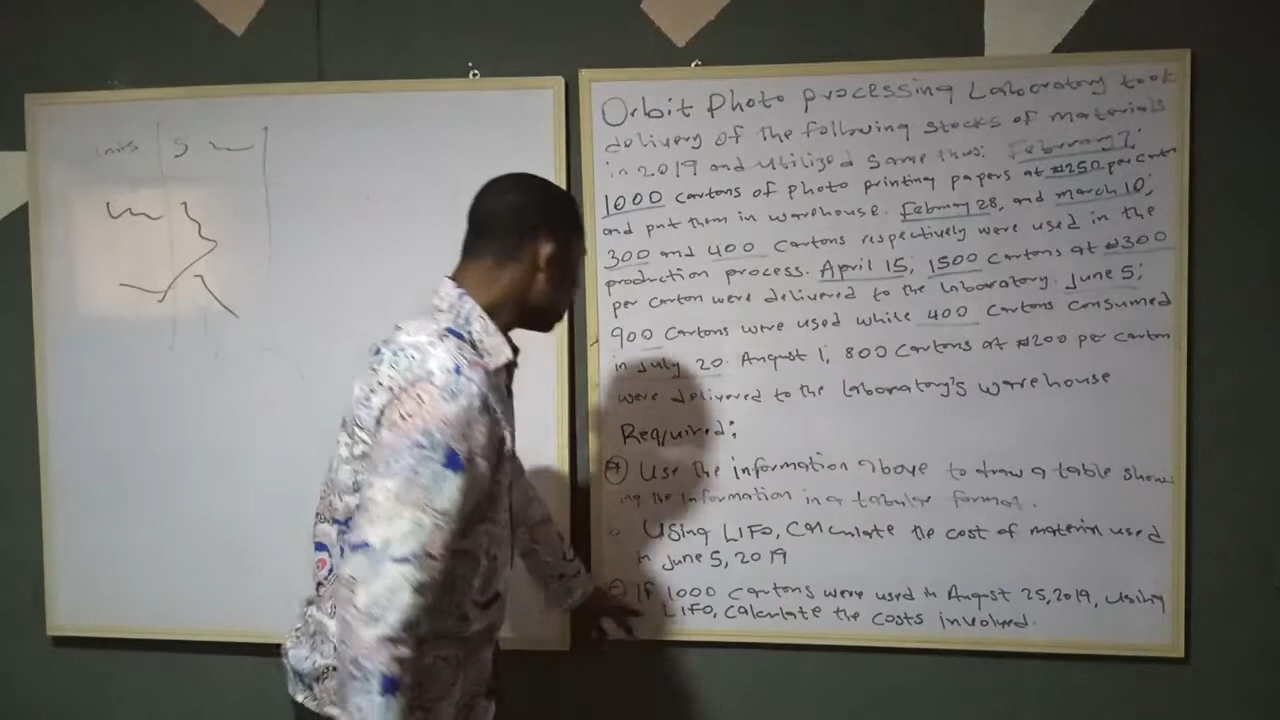 units $
Orbit Photo processing Laboratory took
delivery of the following stocks of materials
in 2019 and utilized same thus: February 7;
1000 cartons of photo printing papers at ₦250 per carton
and put them in warehouse. February 28, and march 10;
300 and 400 cartons respectively were used in the
production process. April 15; 1500 cartons at ₦300
per carton were delivered to the laboratory. June 5;
900 cartons were used while 400 cartons consumed
in July 20. August 1; 800 cartons at ₦200 per carton
were delivered to the laboratory's warehouse
Required:
a Use the information above to draw a table show-
ing the information in a tabular format.
b Using LIFO, calculate the cost of material used
in June 5, 2019
c If 1000 cartons were used in August 25, 2019, using
LIFO, calculate the costs involved.